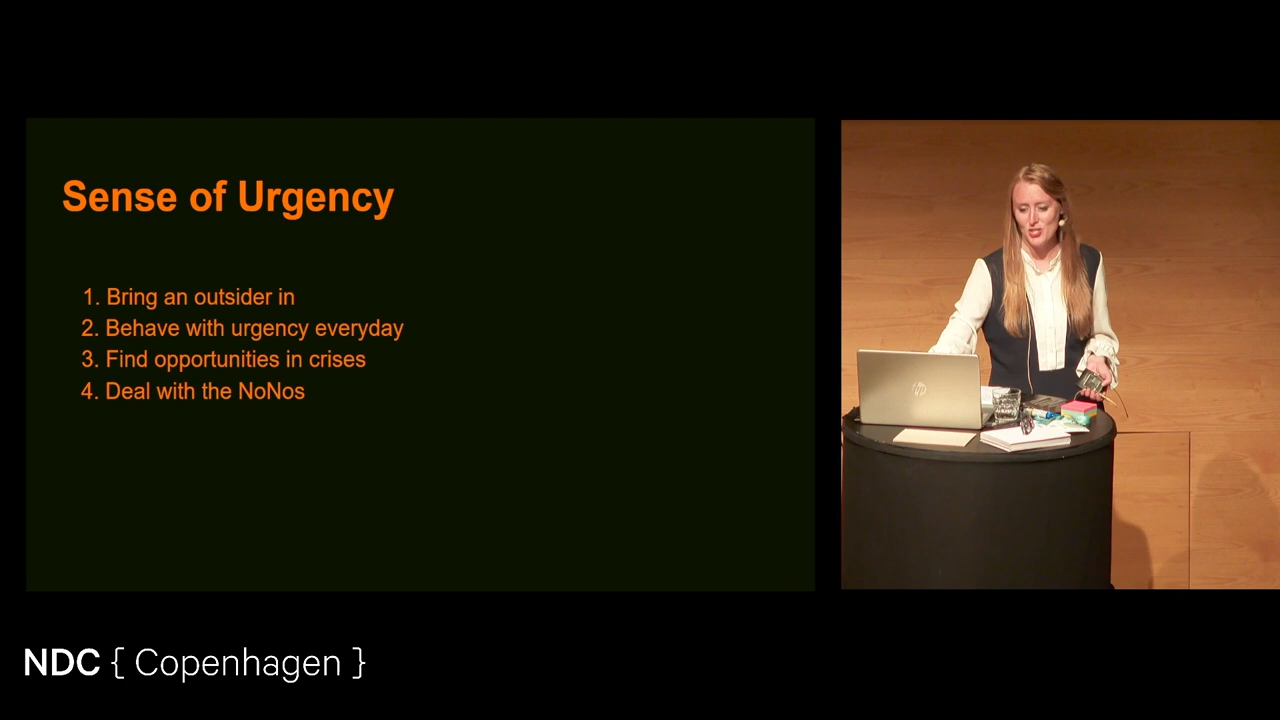 Sense of Urgency
1. Bring an outsider in
2. Behave with urgency everyday
3. Find opportunities in crises
4. Deal with the NoNos
hp
NDC { Copenhagen }